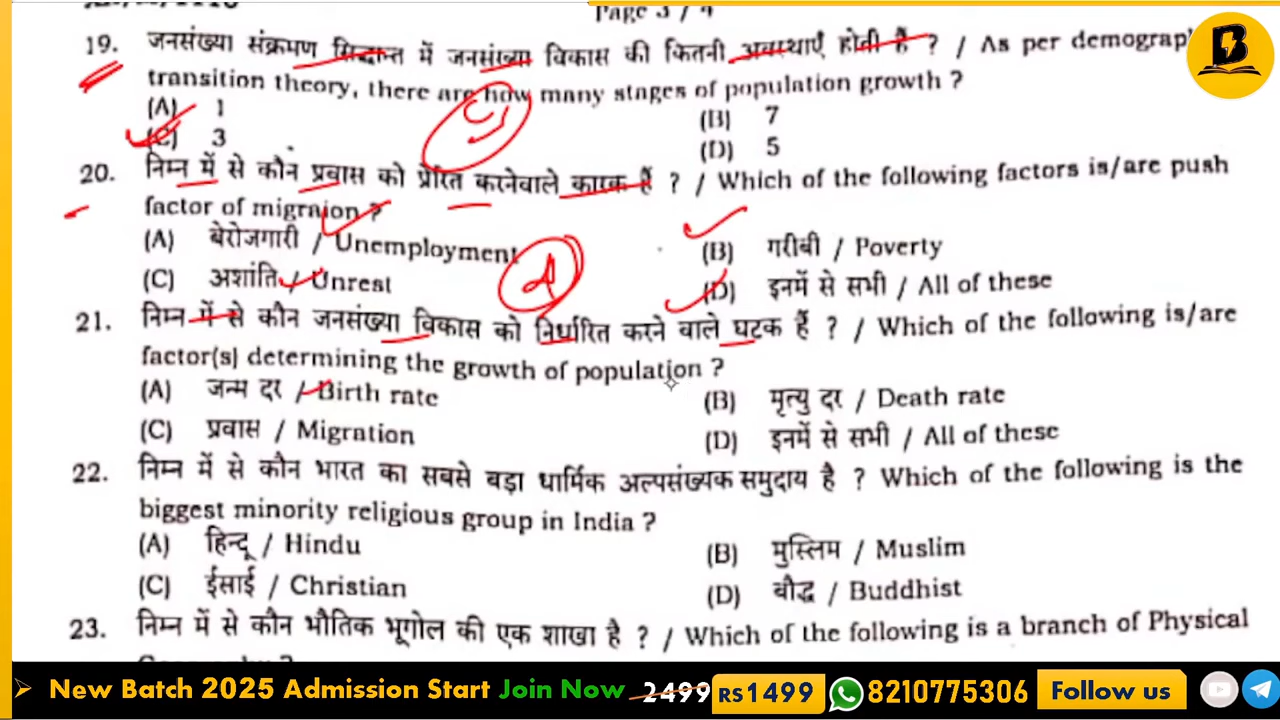 Page 3 / 4
19. जनसंख्या संक्रमण सिद्धान्त में जनसंख्या विकास की कितनी अवस्थाएँ होती हैं ? / As per demograph
transition theory, there are how many stages of population growth ?
(A) 1 (B) 7
(C) 3 (D) 5
20. निम्न में से कौन प्रवास को प्रेरित करनेवाले कारक हैं ? / Which of the following factors is/are push
factor of migraion ?
(A) बेरोजगारी / Unemployment (B) गरीबी / Poverty
(C) अशांति / Unrest (D) इनमें से सभी / All of these
21. निम्न में से कौन जनसंख्या विकास को निर्धारित करने वाले घटक हैं ? / Which of the following is/are
factor(s) determining the growth of population ?
(A) जन्म दर / Birth rate (B) मृत्यु दर / Death rate
(C) प्रवास / Migration (D) इनमें से सभी / All of these
22. निम्न में से कौन भारत का सबसे बड़ा धार्मिक अल्पसंख्यक समुदाय है ? Which of the following is the
biggest minority religious group in India ?
(A) हिन्दू / Hindu (B) मुस्लिम / Muslim
(C) ईसाई / Christian (D) बौद्ध / Buddhist
23. निम्न में से कौन भौतिक भूगोल की एक शाखा है ? / Which of the following is a branch of Physical
New Batch 2025 Admission Start Join Now 2499 RS1499 8210775306 Follow us